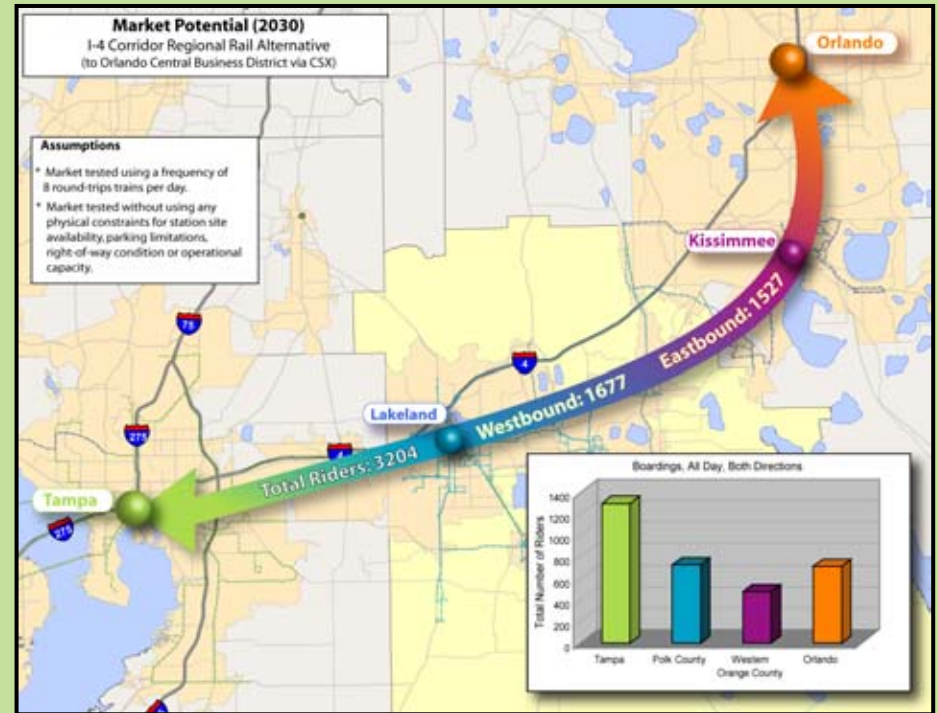 Market Potential (2030)
I-4 Corridor Regional Rail Alternative
(to Orlando Central Business District via CSX)
Orlando
Assumptions
* Market tested using a frequency of
8 round-trips trains per day.
* Market tested without using any
physical constraints for station site
availability, parking limitations,
right-of-way condition or operational
capacity.
Kissimmee
Eastbound: 1527
75
4
Westbound: 1677
Lakeland
275
4
Total Riders: 3204
Tampa
275
Boardings, All Day, Both Directions
Total Number of Riders
1400
1200
1000
800
600
400
200
0
Tampa
Polk County
Western
Orange County
Orlando